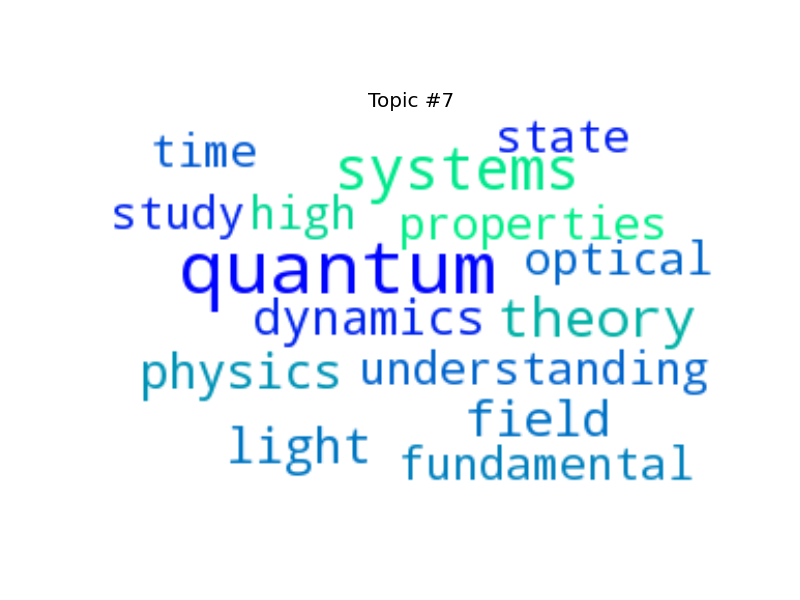 Topic #7
time systems state
study high properties
quantum optical
dynamics theory
physics understanding
light field
fundamental